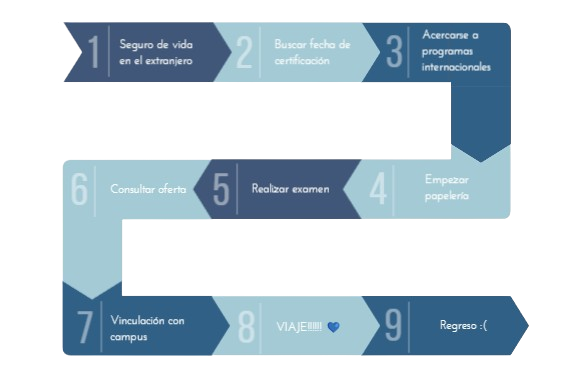 1
Seguro de vida
en el extranjero
2
Buscar fecha de
certificación
3
Acercarse a
programas
internacionales
4
Empezar
papelería
5
Realizar examen
6
Consultar oferta
7
Vinculación con
campus
8
VIAJE!!!!!! 💙
9
Regreso :(